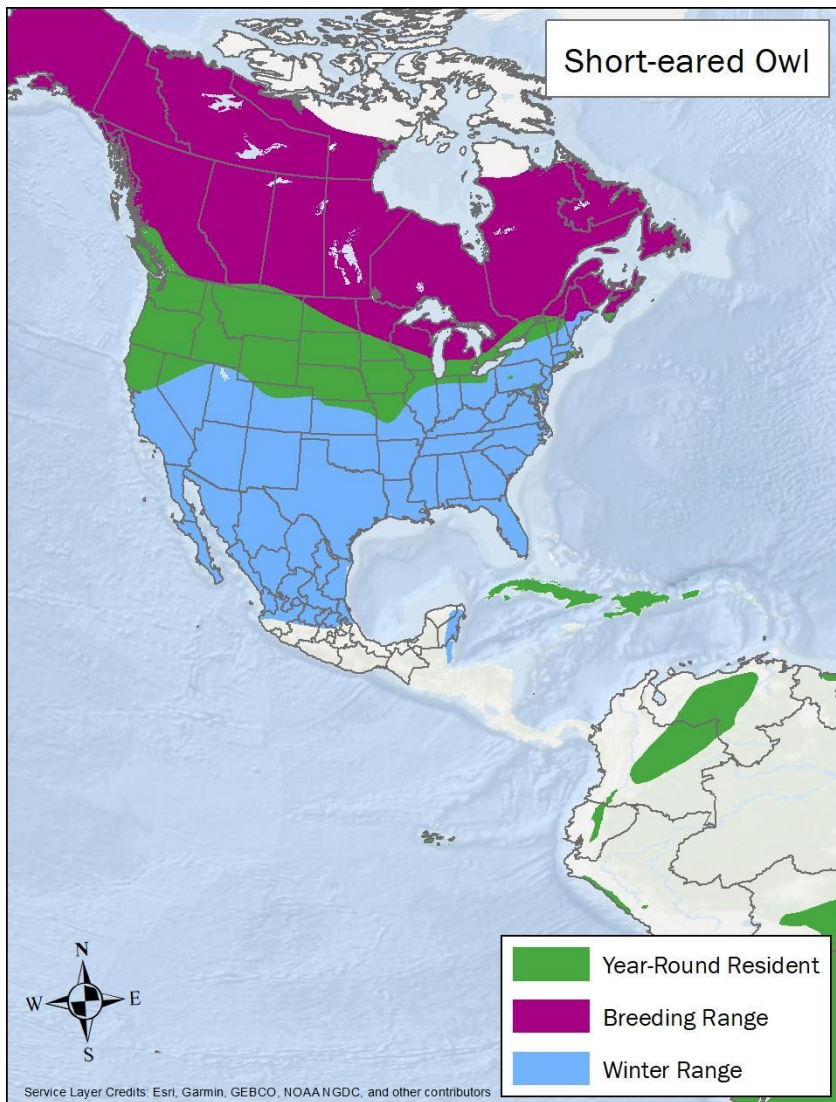 Short-eared Owl
N
W E
S
Year-Round Resident
Breeding Range
Winter Range
Service Layer Credits: Esri, Garmin, GEBCO, NOAA NGDC, and other contributors